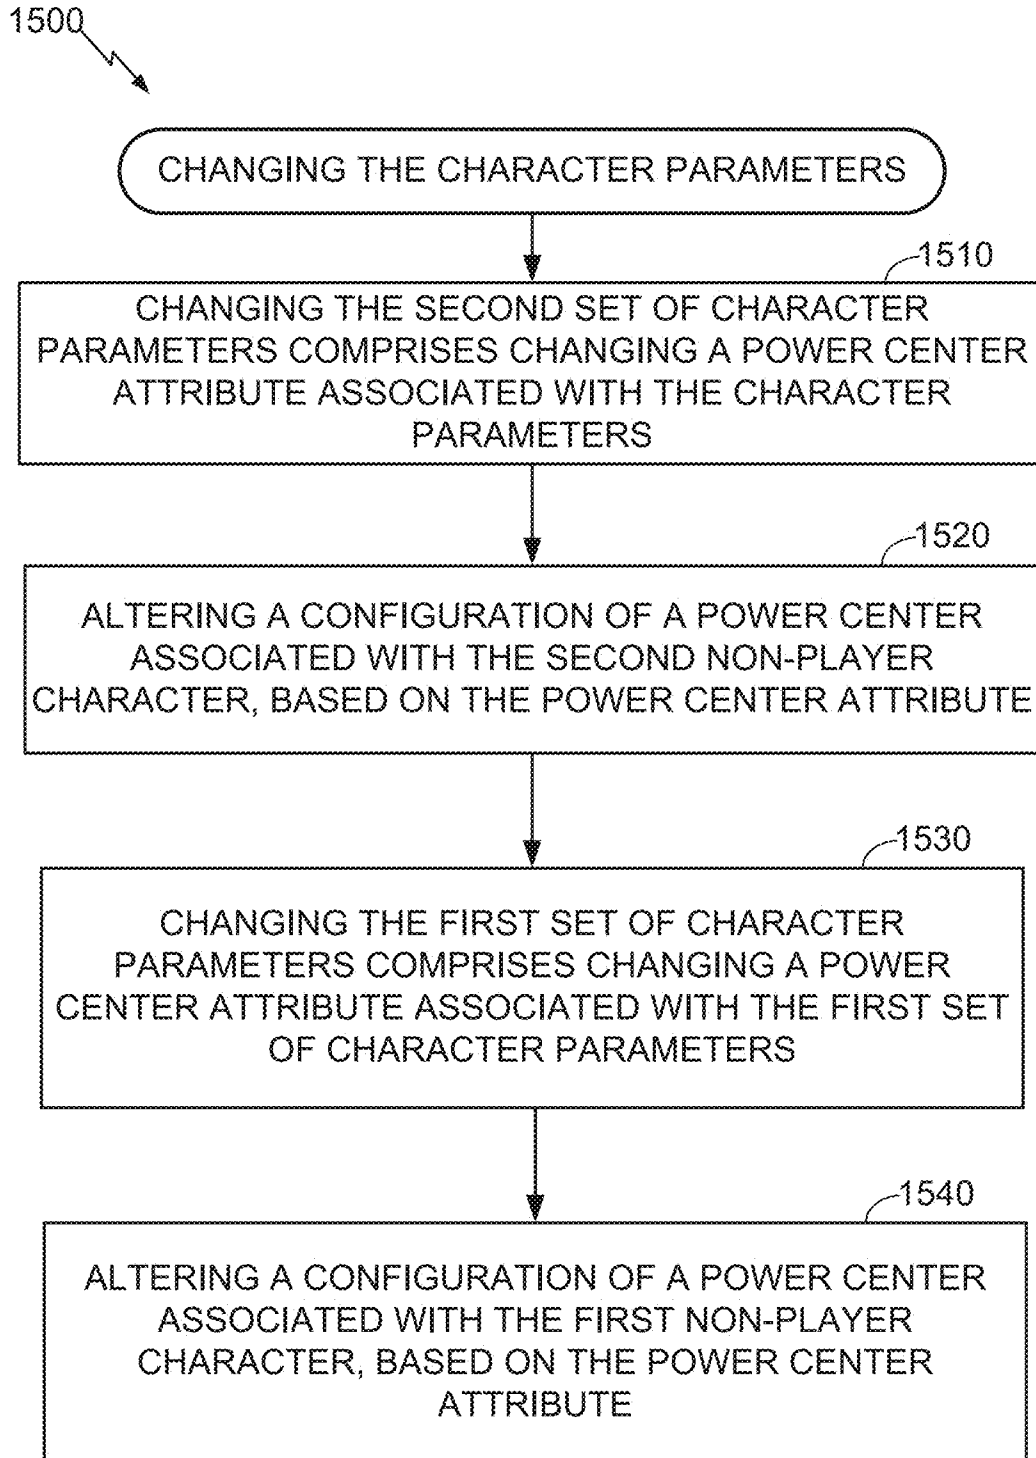 1500
CHANGING THE CHARACTER PARAMETERS
1510
CHANGING THE SECOND SET OF CHARACTER
PARAMETERS COMPRISES CHANGING A POWER CENTER
ATTRIBUTE ASSOCIATED WITH THE CHARACTER
PARAMETERS
1520
ALTERING A CONFIGURATION OF A POWER CENTER
ASSOCIATED WITH THE SECOND NON-PLAYER
CHARACTER, BASED ON THE POWER CENTER ATTRIBUTE
1530
CHANGING THE FIRST SET OF CHARACTER
PARAMETERS COMPRISES CHANGING A POWER
CENTER ATTRIBUTE ASSOCIATED WITH THE FIRST SET
OF CHARACTER PARAMETERS
1540
ALTERING A CONFIGURATION OF A POWER CENTER
ASSOCIATED WITH THE FIRST NON-PLAYER
CHARACTER, BASED ON THE POWER CENTER
ATTRIBUTE